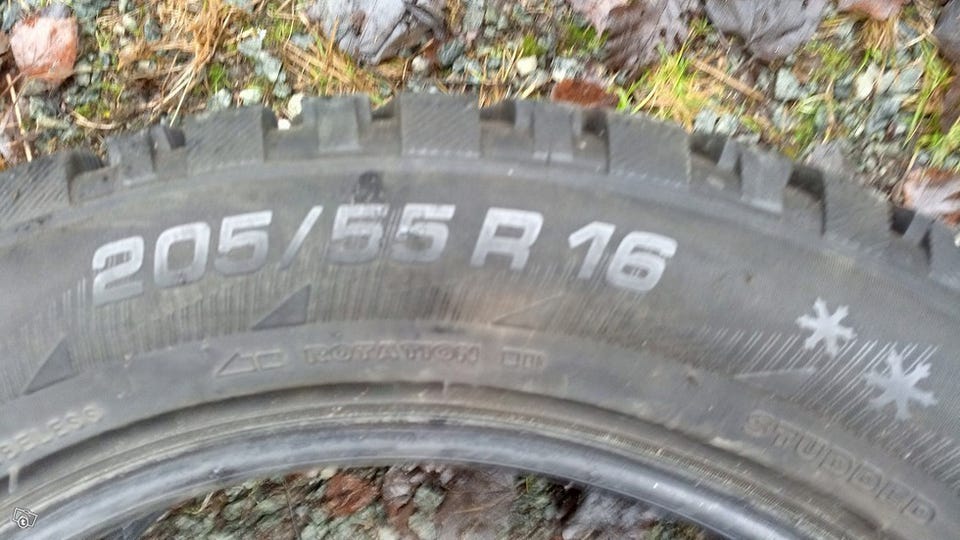 205/55 R 16
ROTATION
STUDDED